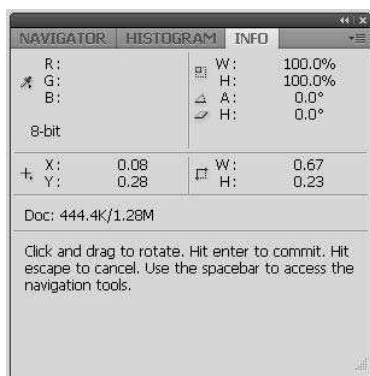 NAVIGATOR HISTOGRAM INFO
R: W: 100.0%
G: H: 100.0%
B: A: 0.0°
H: 0.0°
8-bit
X: 0.08 W: 0.67
Y: 0.28 H: 0.23
Doc: 444.4K/1.28M
Click and drag to rotate. Hit enter to commit. Hit
escape to cancel. Use the spacebar to access the
navigation tools.